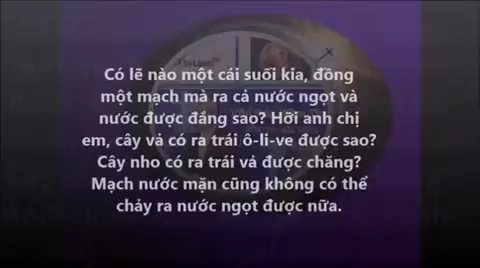 Có lẽ nào một cái suối kia, đồng
một mạch mà ra cả nước ngọt và
nước được đắng sao? Hỡi anh chị
em, cây vả có ra trái ô-li-ve được sao?
Cây nho có ra trái vả được chăng?
Mạch nước mặn cũng không có thể
chảy ra nước ngọt được nữa.